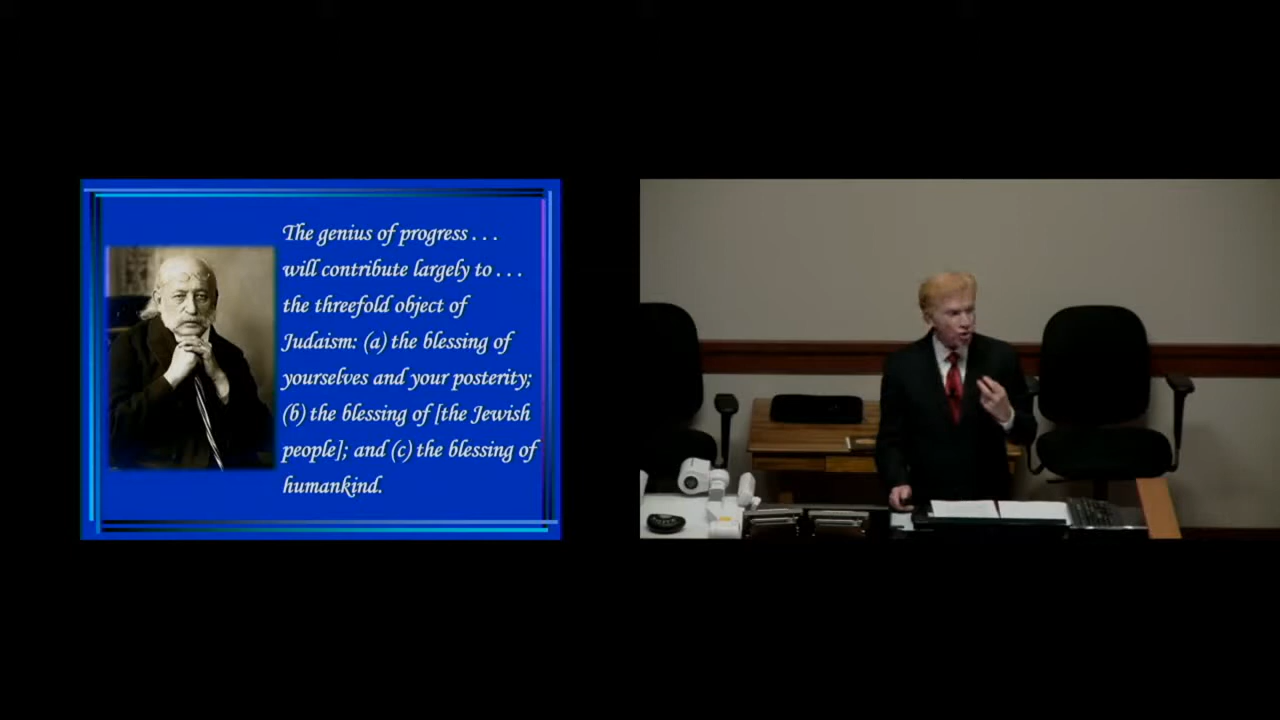 The genius of progress . . .
will contribute largely to . . .
the threefold object of
Judaism: (a) the blessing of
yourselves and your posterity;
(b) the blessing of [the Jewish
people]; and (c) the blessing of
humankind.